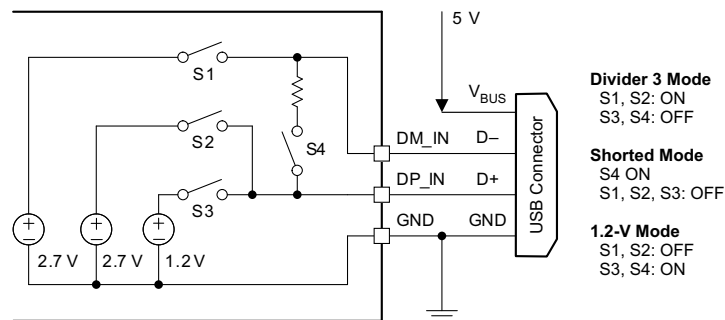 5 V
S1
V_BUS
S2
S4
DM_IN
D–
DP_IN
D+
S3
GND
GND
2.7 V
2.7 V
1.2 V
USB Connector
Divider 3 Mode
S1, S2: ON
S3, S4: OFF
Shorted Mode
S4 ON
S1, S2, S3: OFF
1.2-V Mode
S1, S2: OFF
S3, S4: ON